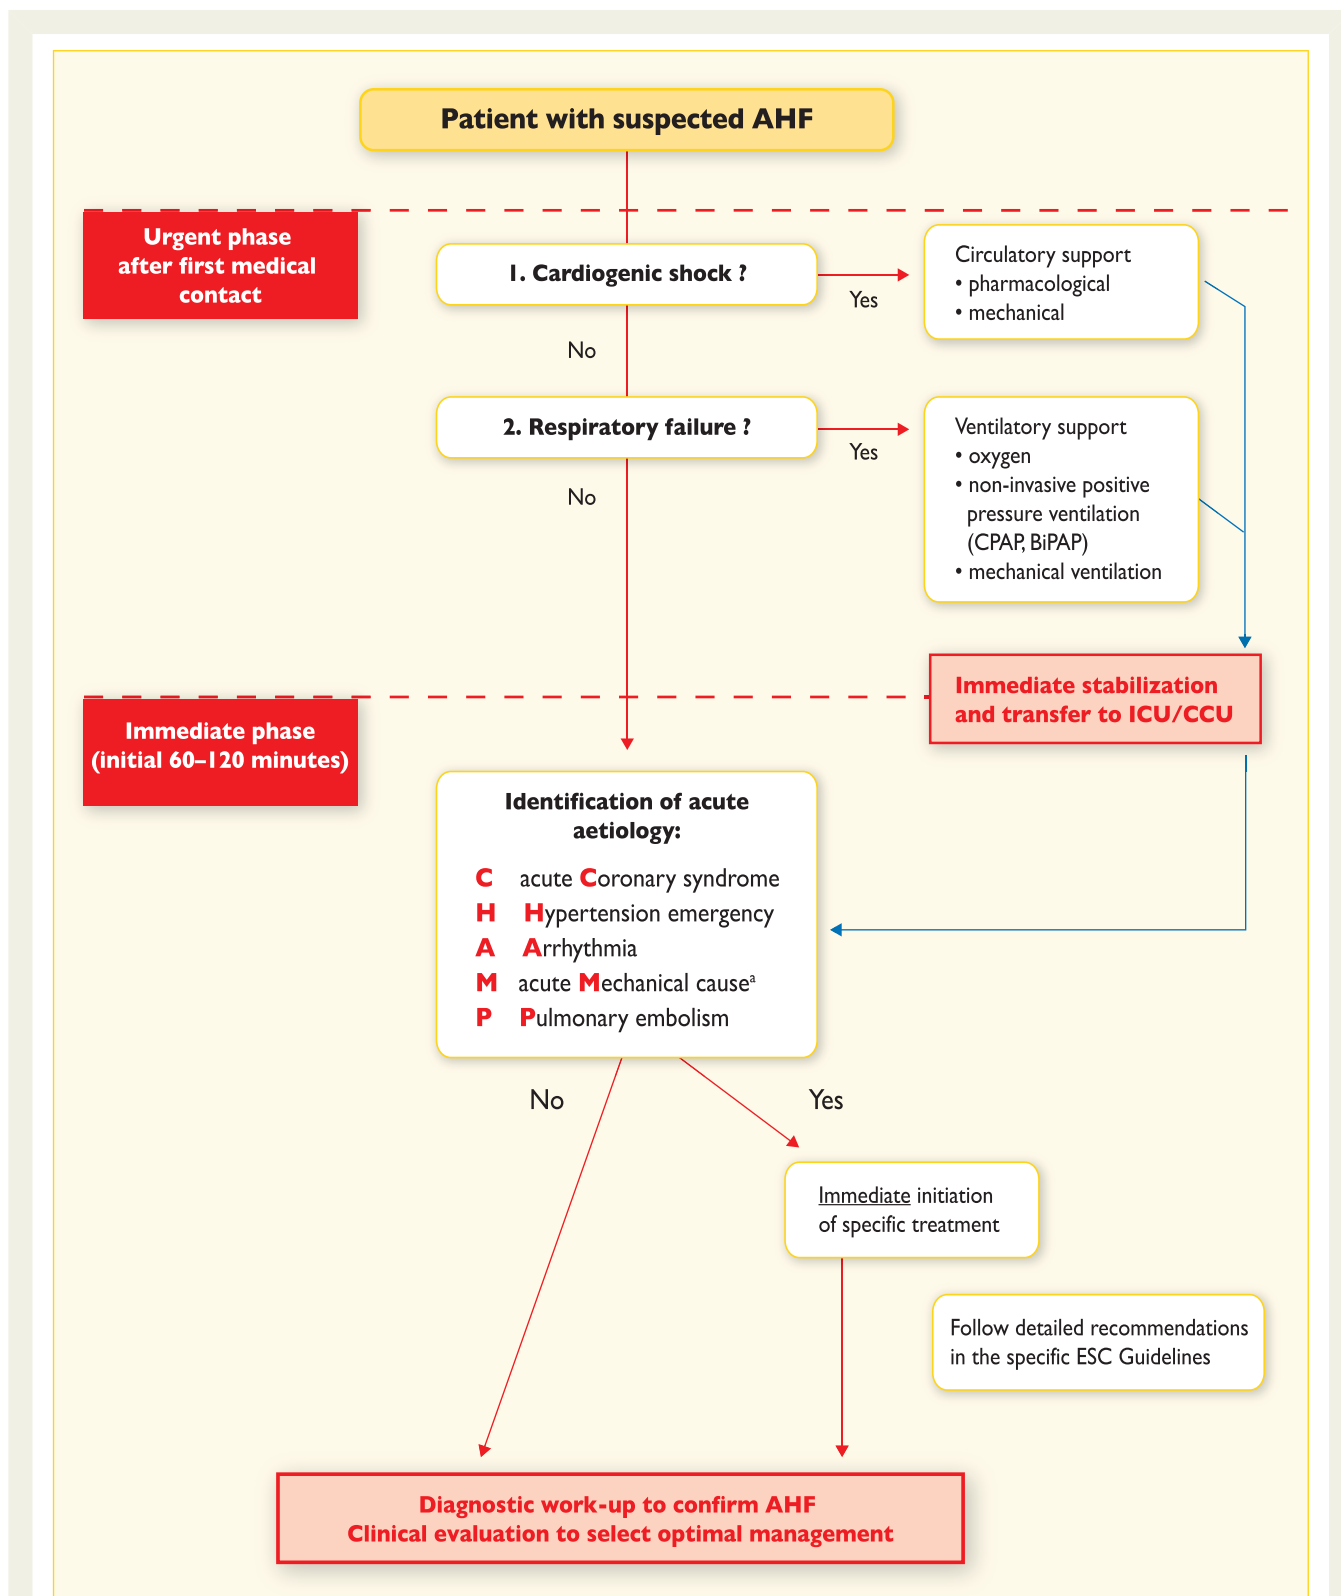 Patient with suspected AHF
Urgent phase
after first medical
contact
1. Cardiogenic shock ?
Yes
Circulatory support
• pharmacological
• mechanical
No
2. Respiratory failure ?
Yes
Ventilatory support
• oxygen
• non-invasive positive
pressure ventilation
(CPAP, BiPAP)
• mechanical ventilation
No
Immediate stabilization
and transfer to ICU/CCU
Immediate phase
(initial 60–120 minutes)
Identification of acute
aetiology:
C acute Coronary syndrome
H Hypertension emergency
A Arrhythmia
M acute Mechanical causeᵃ
P Pulmonary embolism
No
Yes
Immediate initiation
of specific treatment
Follow detailed recommendations
in the specific ESC Guidelines
Diagnostic work-up to confirm AHF
Clinical evaluation to select optimal management